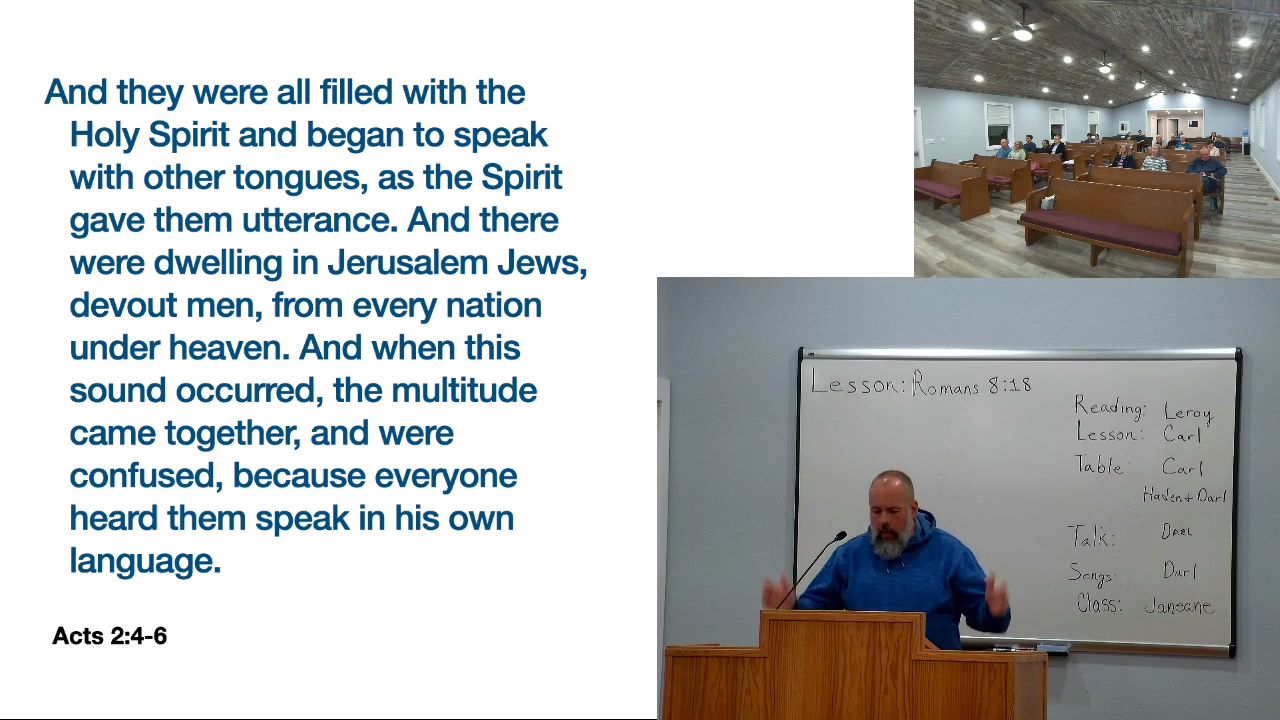 And they were all filled with the
Holy Spirit and began to speak
with other tongues, as the Spirit
gave them utterance. And there
were dwelling in Jerusalem Jews,
devout men, from every nation
under heaven. And when this
sound occurred, the multitude
came together, and were
confused, because everyone
heard them speak in his own
language.
Acts 2:4-6
Lesson: Romans 8:18
Reading: Leroy
Lesson: Carl
Table: Carl
& Darl
Talk: Darl
Songs: Darl
Class: Janeane